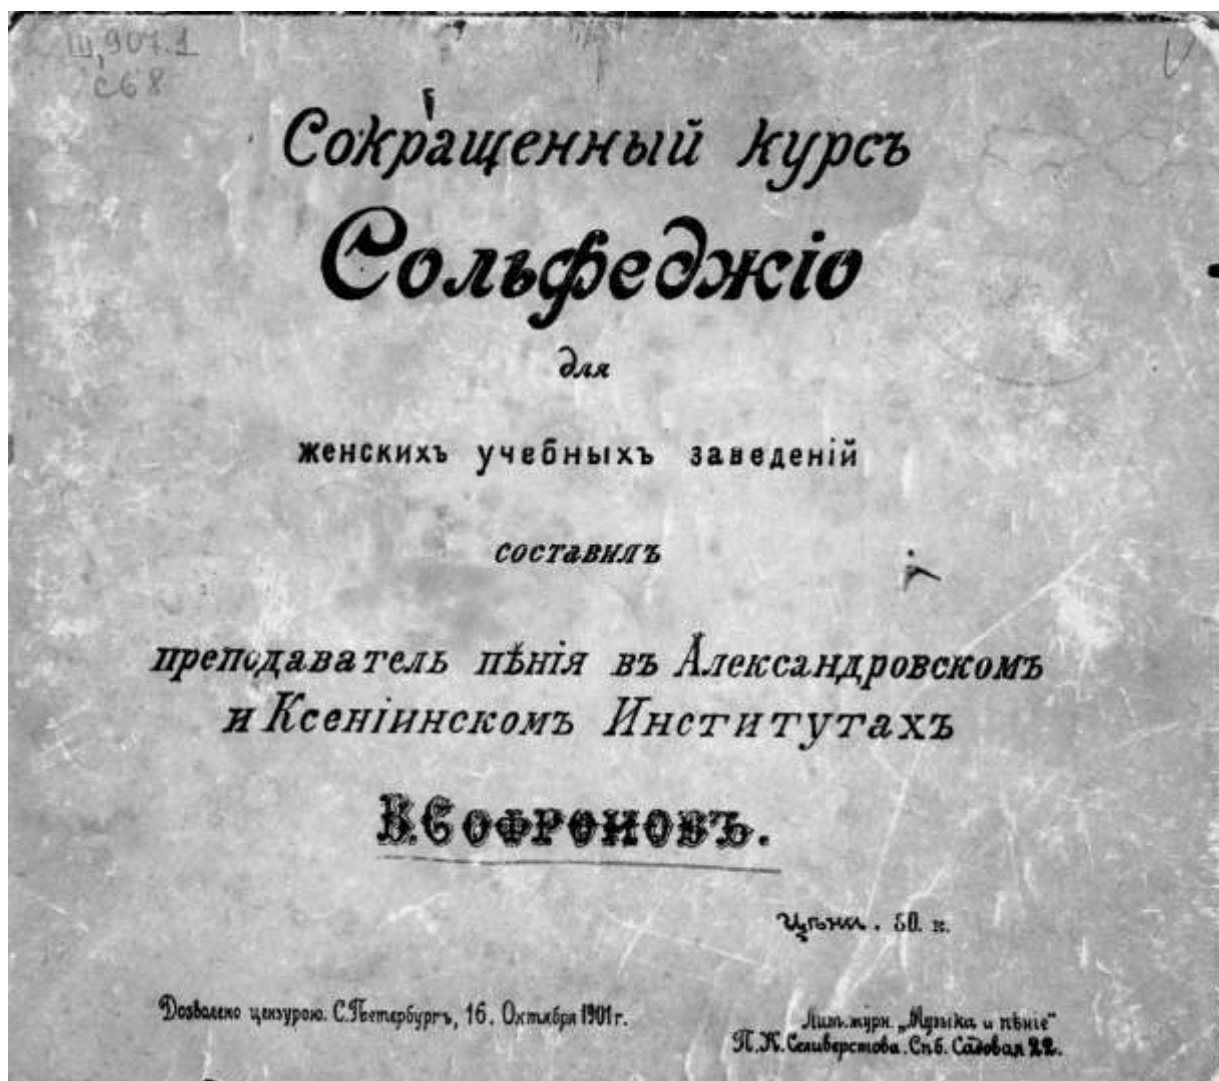 Ш,907.1
С68
Сокращенный курсъ
Сольфеджіо
для
женскихъ учебныхъ заведеній
составилъ
преподаватель пѣнія въ Александровскомъ
и Ксеніинскомъ Институтахъ
В. Софроновъ.
Цѣна. 50. к.
Дозволено цензурою. С. Петербургъ, 16. Октября 1901 г.
Лит. журн. „Музыка и пѣніе"
П. К. Селиверстова. Спб. Садовая 22.